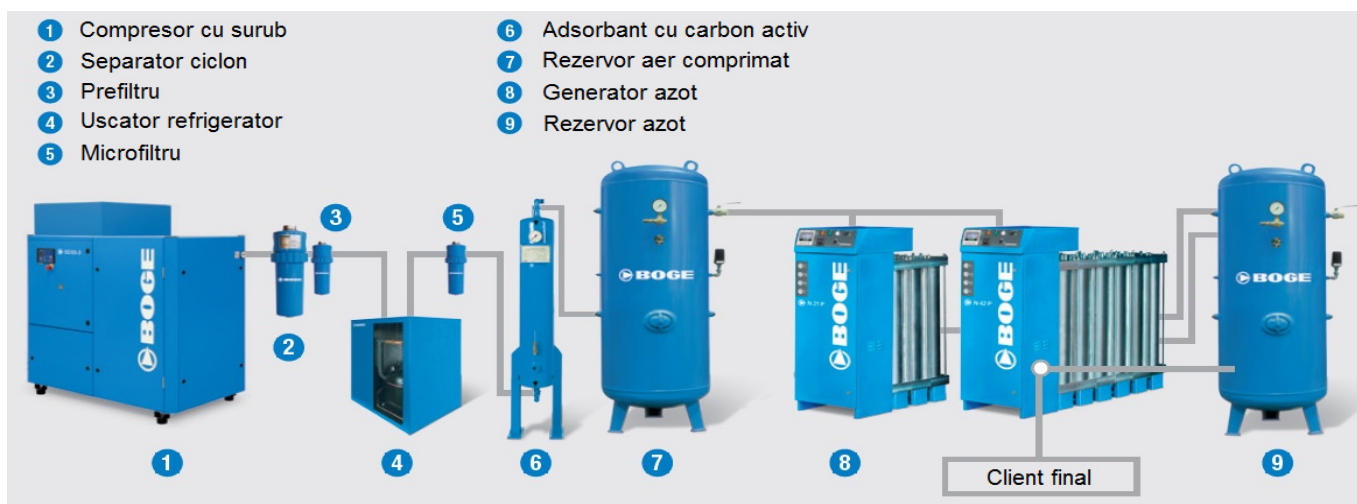 1 Compresor cu surub
2 Separator ciclon
3 Prefiltru
4 Uscator refrigerator
5 Microfiltru
6 Adsorbant cu carbon activ
7 Rezervor aer comprimat
8 Generator azot
9 Rezervor azot
3
5
BOGE
BOGE
BOGE
BOGE
BOGE
N 21 P
N 42 P
2
1
4
6
7
8
9
Client final